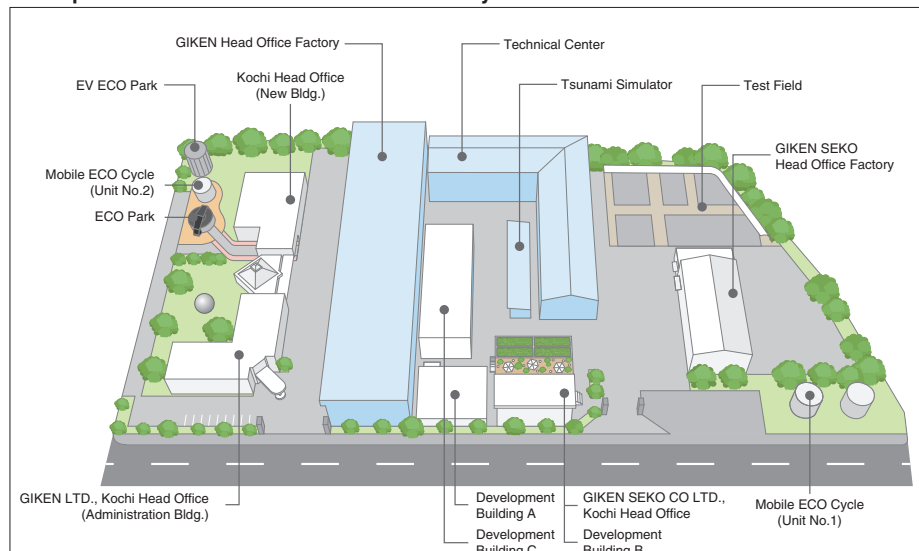 GIKEN Head Office Factory
Technical Center
Kochi Head Office
(New Bldg.)
EV ECO Park
Tsunami Simulator
Test Field
GIKEN SEKO
Head Office Factory
Mobile ECO Cycle
(Unit No.2)
ECO Park
GIKEN LTD., Kochi Head Office
(Administration Bldg.)
Development
Building A
GIKEN SEKO CO LTD.,
Kochi Head Office
Mobile ECO Cycle
(Unit No.1)
Development
Building C
Development
Building B